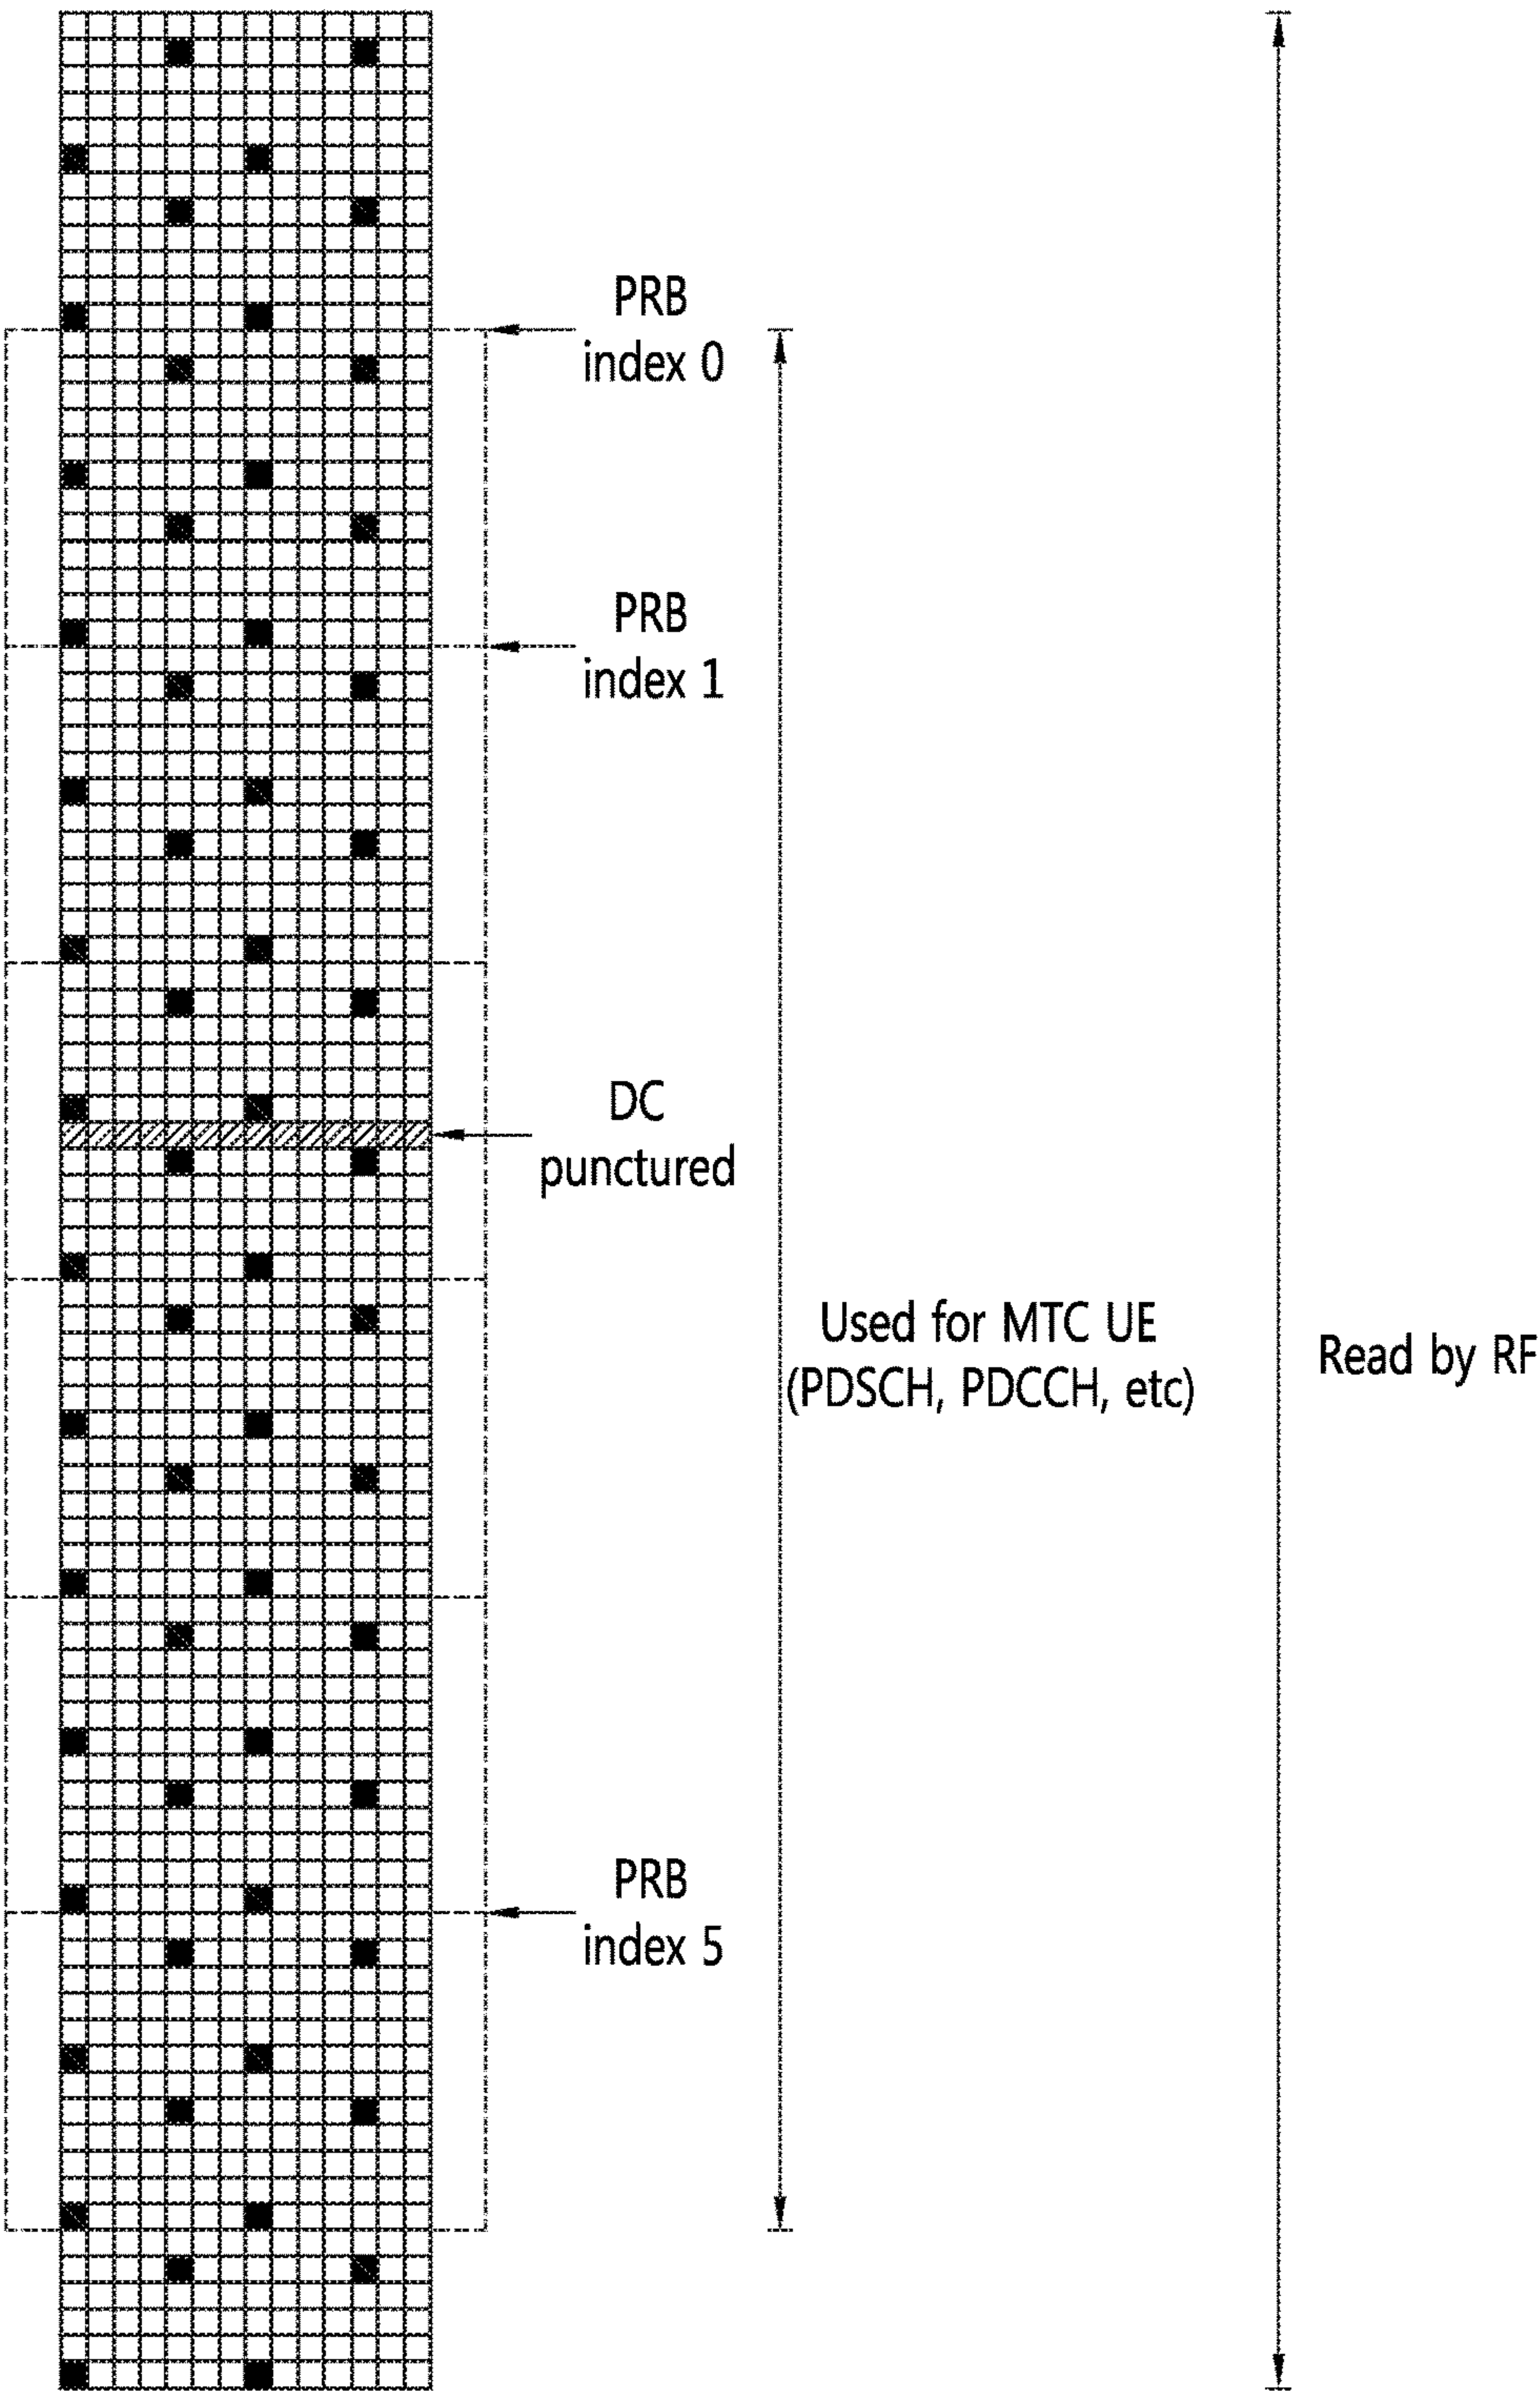 PRB
index 0
PRB
index 1
DC
punctured
Used for MTC UE
(PDSCH, PDCCH, etc)
Read by RF
PRB
index 5